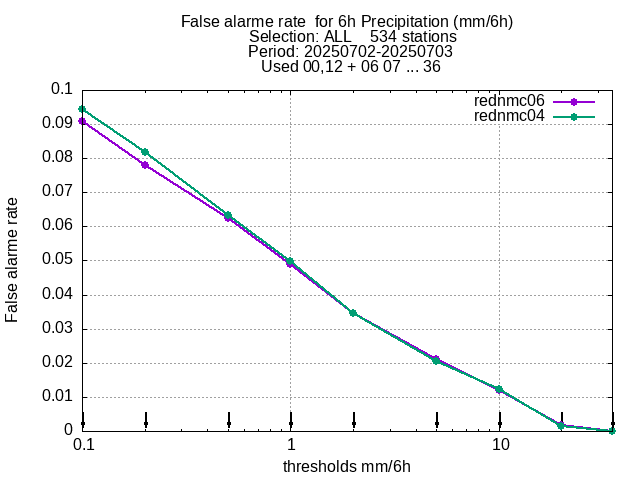 False alarme rate  for 6h Precipitation (mm/6h)
Selection: ALL    534 stations
Period: 20250702-20250703
Used 00,12 + 06 07 ... 36
rednmc06
rednmc04
0.1
0.09
0.08
0.07
0.06
0.05
0.04
0.03
0.02
0.01
0
False alarme rate
0.1 1 10
thresholds mm/6h